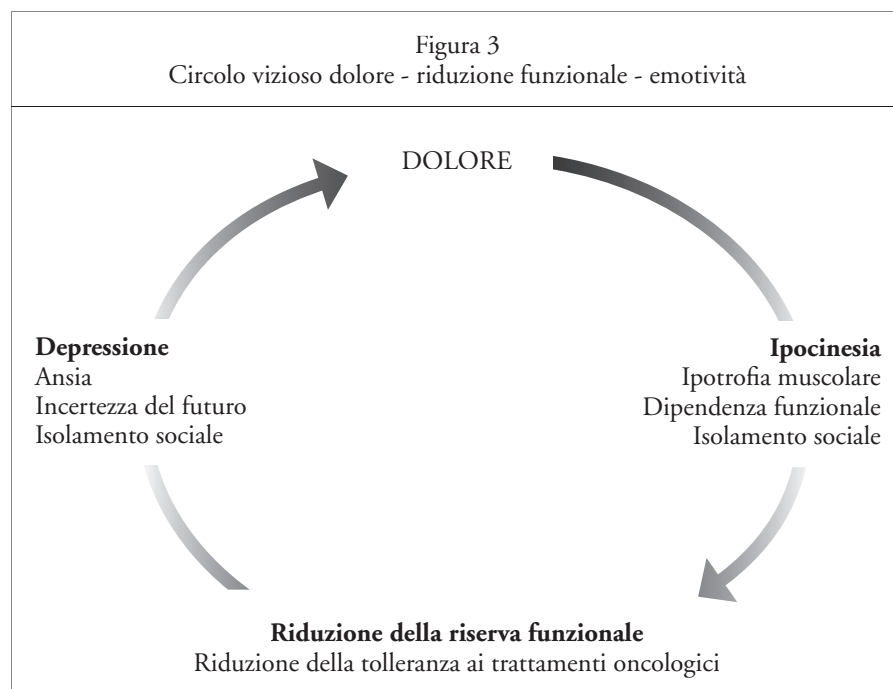 Figura 3
Circolo vizioso dolore - riduzione funzionale - emotività
DOLORE
Depressione
Ansia
Incertezza del futuro
Isolamento sociale
Ipocinesia
Ipotrofia muscolare
Dipendenza funzionale
Isolamento sociale
Riduzione della riserva funzionale
Riduzione della tolleranza ai trattamenti oncologici